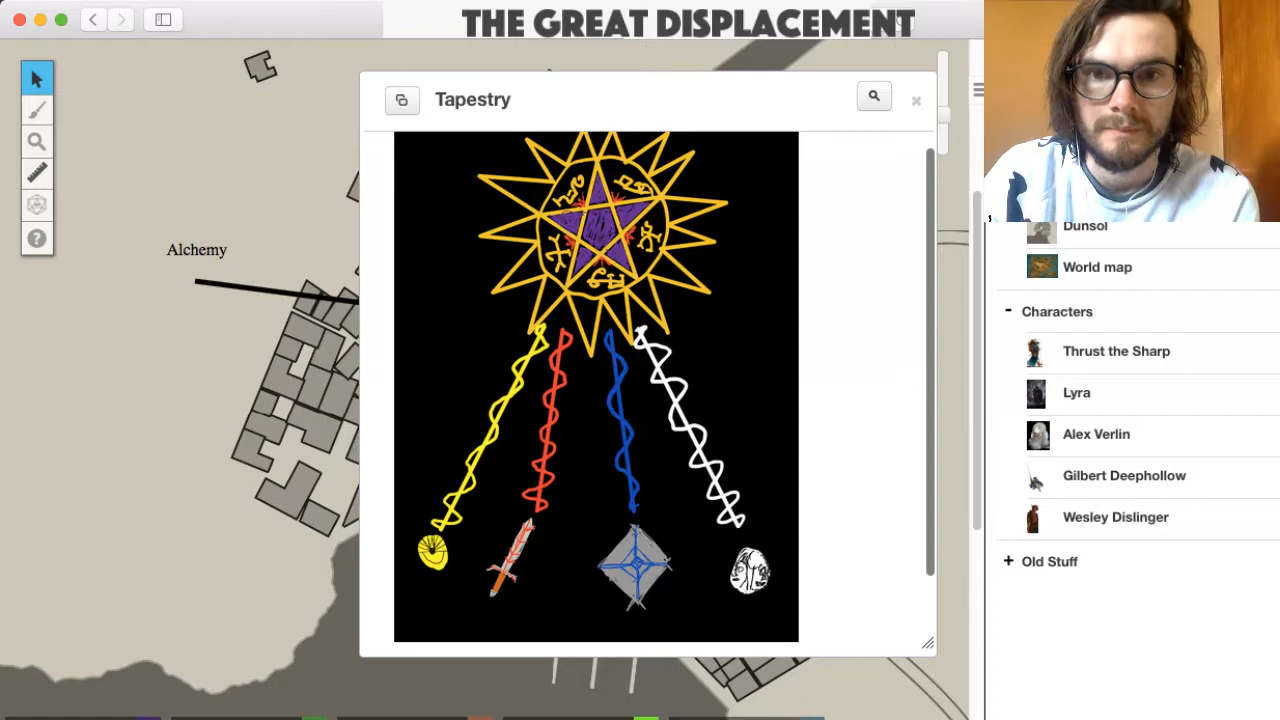 THE GREAT DISPLACEMENT
Tapestry
Alchemy
Dunsol
World map
Characters
Thrust the Sharp
Lyra
Alex Verlin
Gilbert Deephollow
Wesley Dislinger
Old Stuff